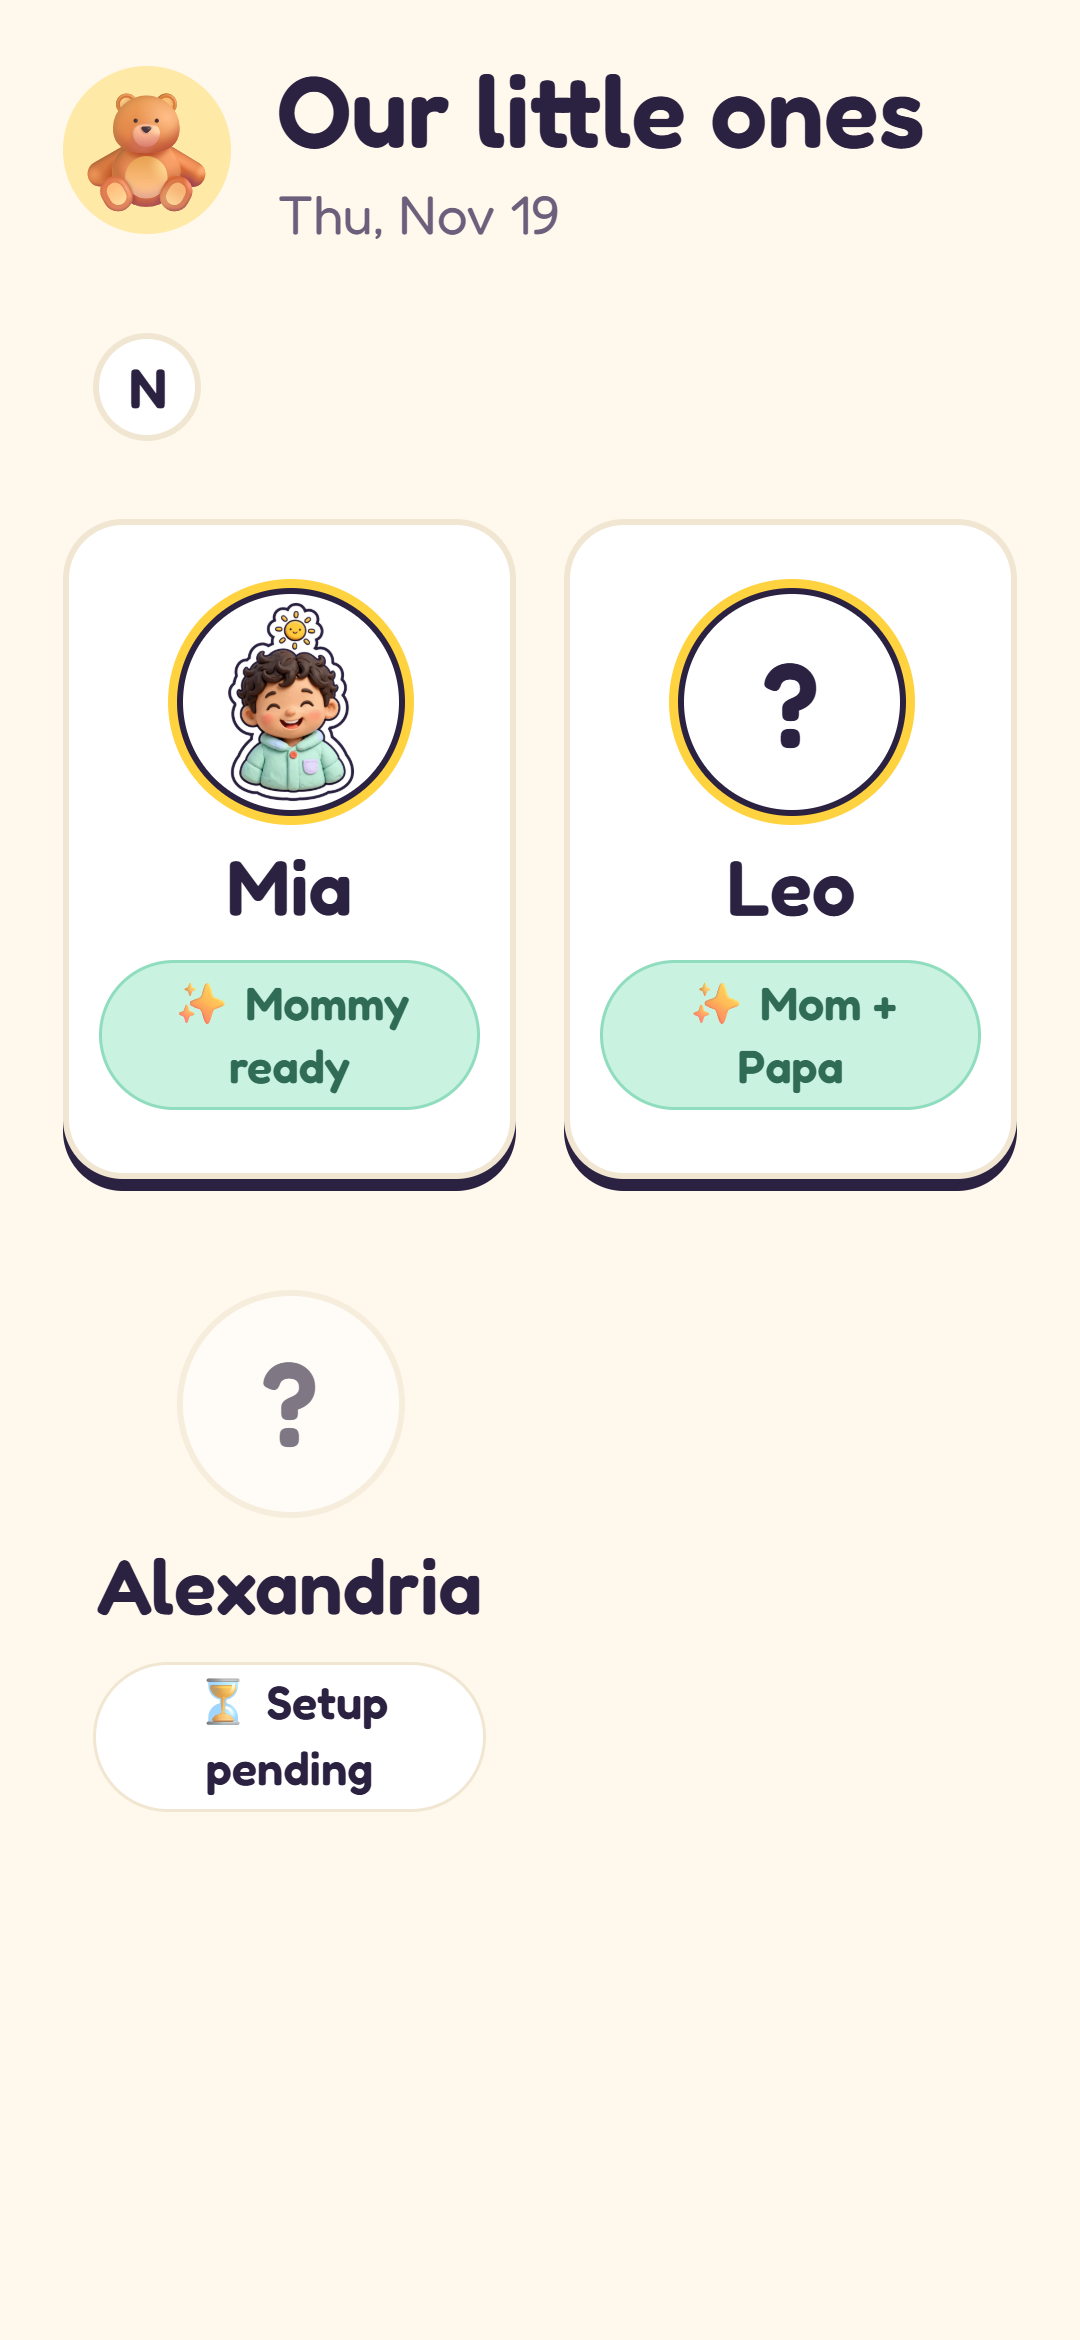 Our little ones
Thu, Nov 19
N
?
Mia
Leo
✨ Mommy
ready
✨ Mom +
Papa
?
Alexandria
⏳ Setup
pending